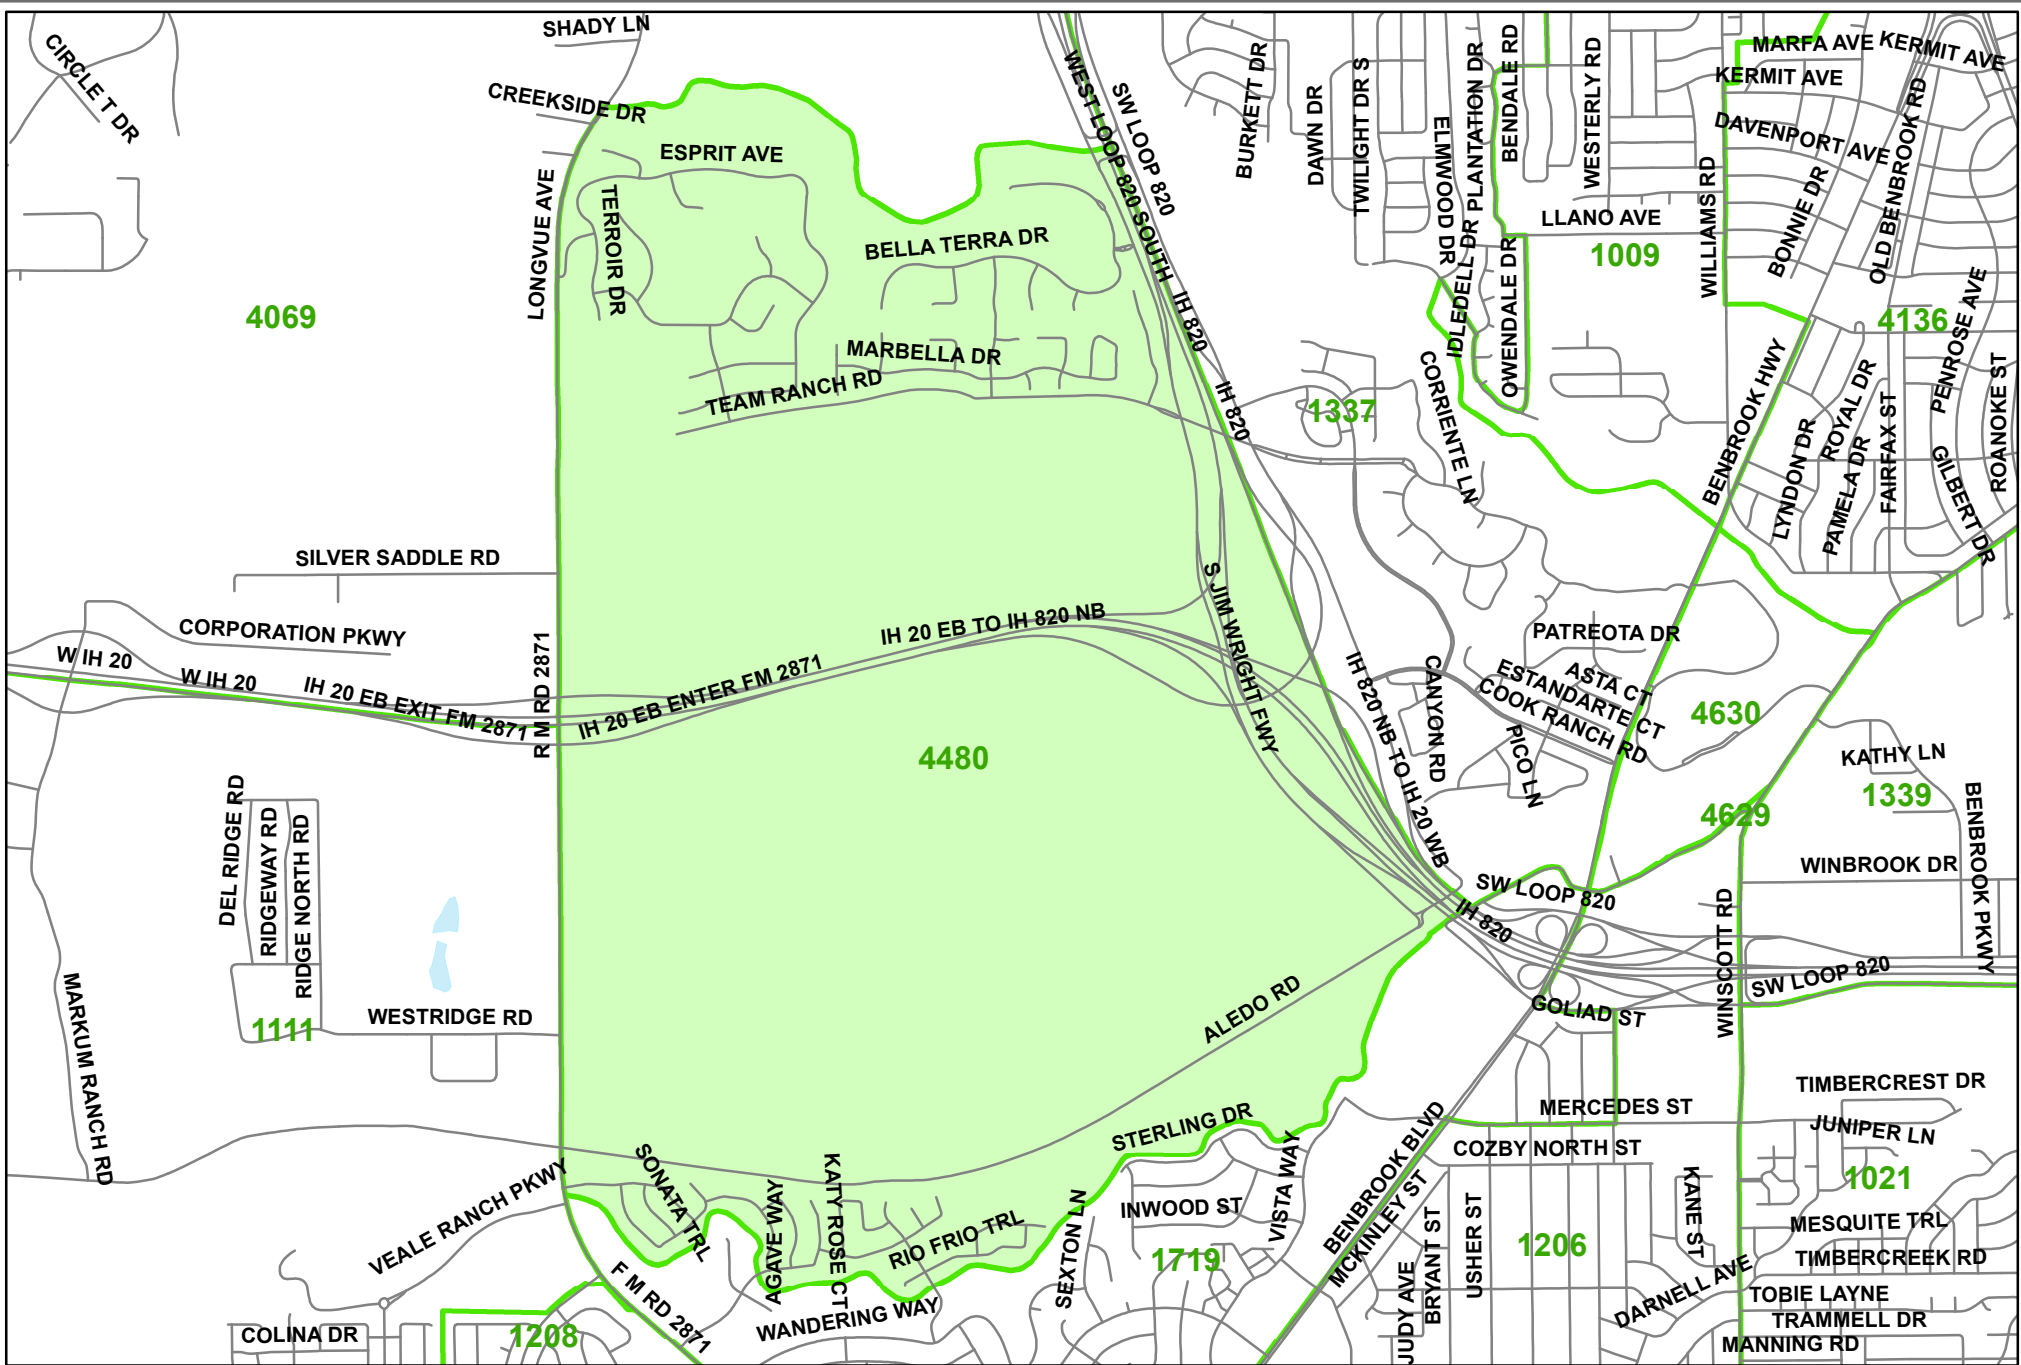 SHADY LN
CIRCLE T DR
CREEKSIDE DR
WEST LOOP 820 SOUTH
SW LOOP 820
BURKETT DR
DAWN DR
TWILIGHT DR S
ELMWOOD DR
PLANTATION DR
BENDALE RD
WESTERLY RD
MARFA AVE
KERMIT AVE
KERMIT AVE
DAVENPORT AVE
OLD BENBROOK RD
ESPRIT AVE
LONGVUE AVE
TERROIR DR
BELLA TERRA DR
IH 820
IDLEDELL DR
OWENDALE DR
LLANO AVE
1009
WILLIAMS RD
BONNIE DR
4136
PENROSE AVE
ROANOKE ST
4069
MARBELLA DR
TEAM RANCH RD
IH 820
1337
CORRIENTE LN
BENBROOK HWY
LYNDON DR
ROYAL DR
PAMELA DR
FAIRFAX ST
GILBERT DR
SILVER SADDLE RD
CORPORATION PKWY
W IH 20
W IH 20
IH 20 EB EXIT FM 2871
R M RD 2871
IH 20 EB ENTER FM 2871
IH 20 EB TO IH 820 NB
S JIM WRIGHT FWY
IH 820 NB TO IH 20 WB
CANYON RD
PATREOTA DR
ASTA CT
ESTANDARTE CT
COOK RANCH RD
PICO LN
4630
KATHY LN
1339
4629
4480
DEL RIDGE RD
RIDGEWAY RD
RIDGE NORTH RD
WINBROOK DR
BENBROOK PKWY
SW LOOP 820
IH 820
WINSCOTT RD
SW LOOP 820
GOLIAD ST
MARKUM RANCH RD
1111
WESTRIDGE RD
ALEDO RD
TIMBERCREST DR
MERCEDES ST
STERLING DR
BENBROOK BLVD
COZBY NORTH ST
JUNIPER LN
1021
VEALE RANCH PKWY
SONATA TRL
AGAVE WAY
KATY ROSE CT
RIO FRIO TRL
SEXTON LN
INWOOD ST
VISTA WAY
1719
MCKINLEY ST
JUDY AVE
BRYANT ST
USHER ST
1206
KANE ST
MESQUITE TRL
TIMBERCREEK RD
DARNELL AVE
TOBIE LAYNE
TRAMMELL DR
MANNING RD
F M RD 2871
WANDERING WAY
COLINA DR
1208